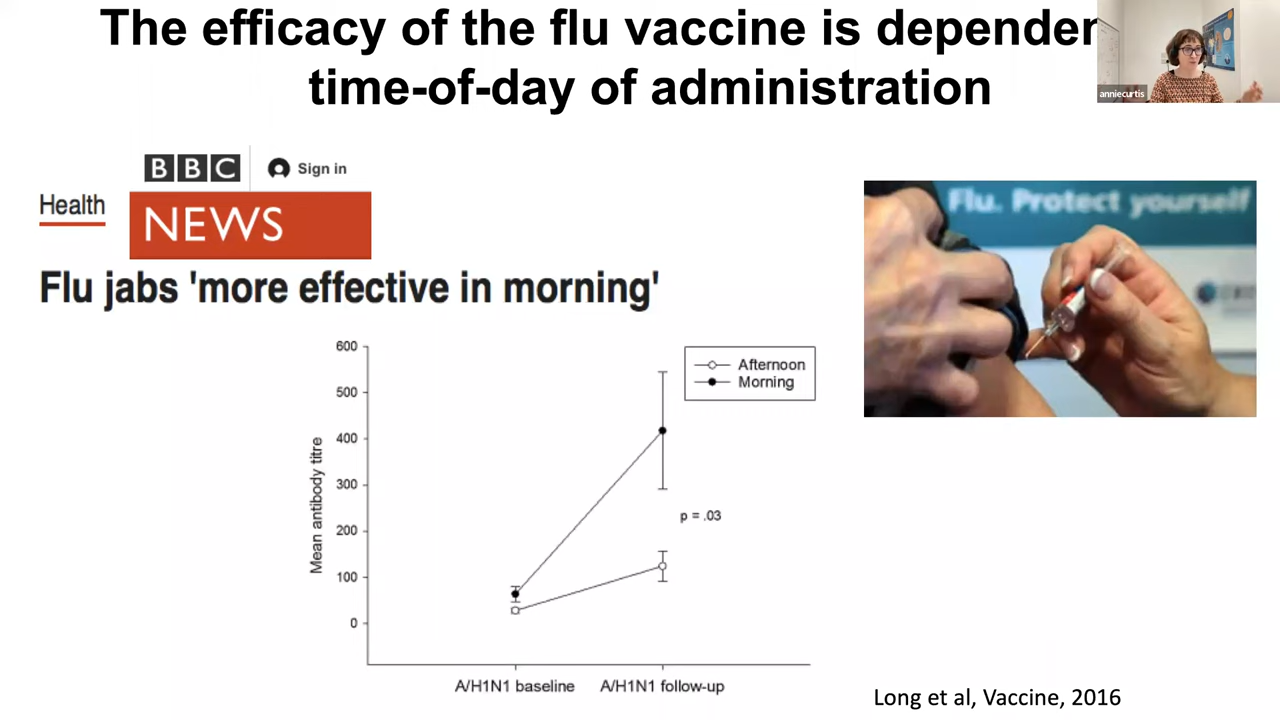 The efficacy of the flu vaccine is
time-of-day of administration
anniecurtis
BBC
Sign in
Health
NEWS
Flu jabs 'more effective in morning'
Flu. Protect yourself
600
500
400
300
200
100
0
Mean antibody titre
Afternoon
Morning
p = .03
A/H1N1 baseline
A/H1N1 follow-up
Long et al, Vaccine, 2016